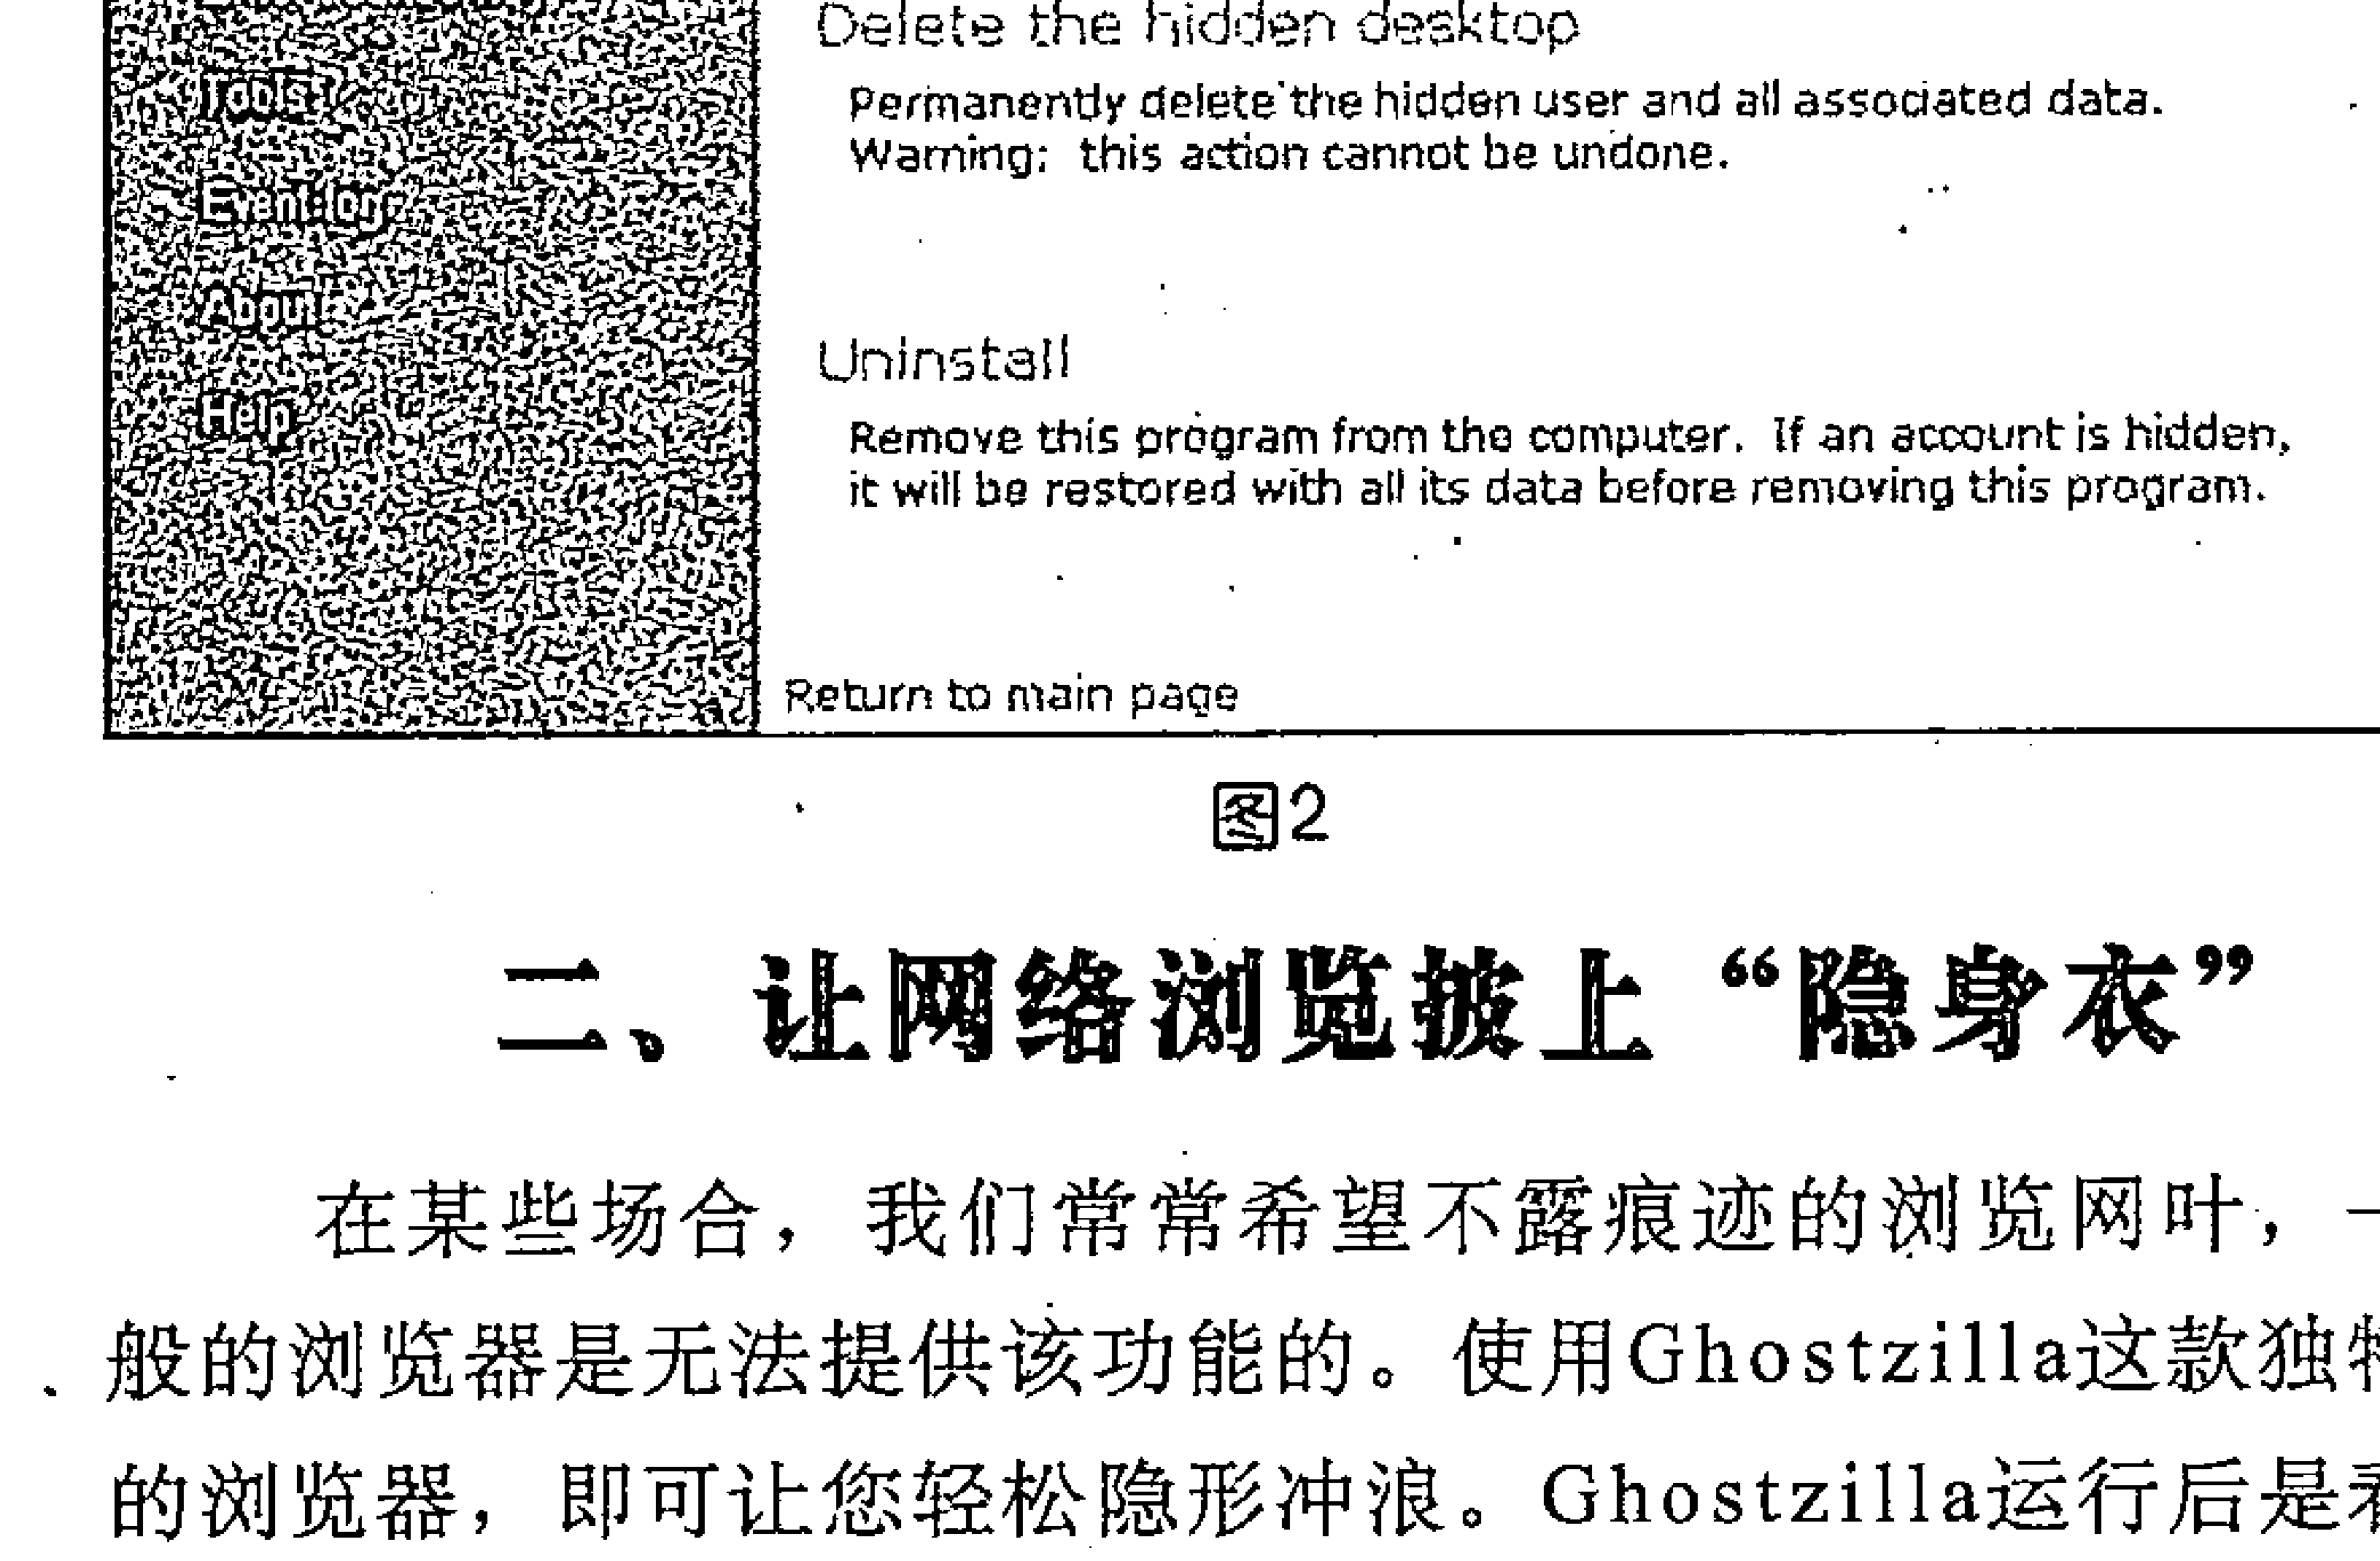 Delete the hidden desktop
Tools
Permanently delete the hidden user and all associated data.
Warning: this action cannot be undone.
Event log
About
Uninstall
Help
Remove this program from the computer. If an account is hidden,
it will be restored with all its data before removing this program.
Return to main page
图2
二、让网络浏览披上“隐身衣”
在某些场合，我们常常希望不露痕迹的浏览网叶，一
般的浏览器是无法提供该功能的。使用Ghostzilla这款独特
的浏览器，即可让您轻松隐形冲浪。Ghostzilla运行后是看